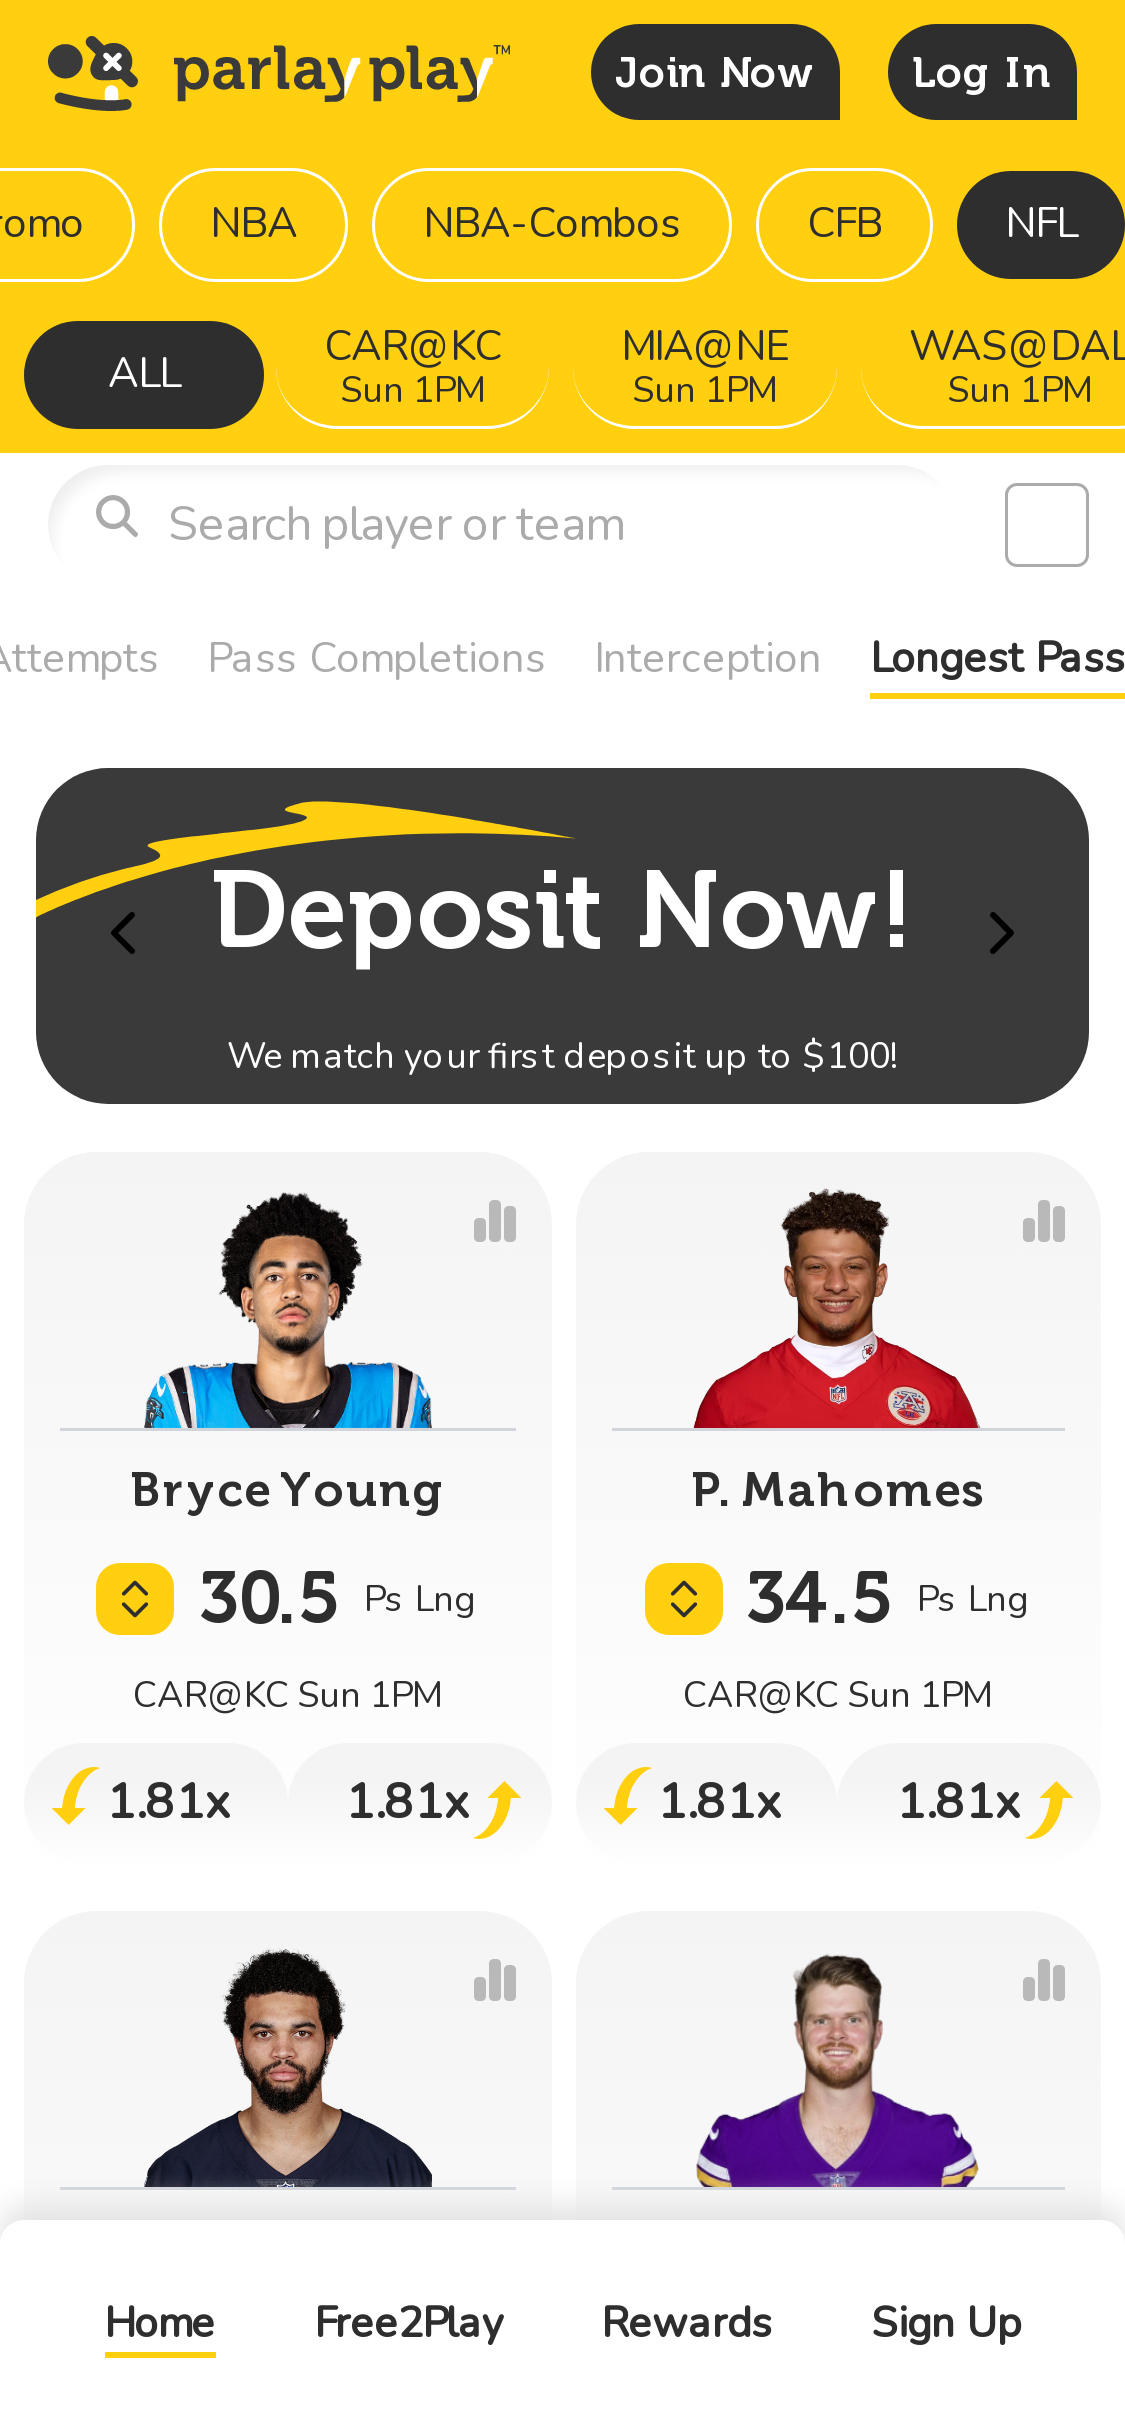 parlay play™ Join Now Log In
romo NBA NBA-Combos CFB NFL
ALL CAR@KC MIA@NE WAS@DAL
Sun 1PM Sun 1PM Sun 1PM
Search player or team
Attempts Pass Completions Interception Longest Pass
Deposit Now!
We match your first deposit up to $100!
Bryce Young P. Mahomes
30.5 Ps Lng 34.5 Ps Lng
CAR@KC Sun 1PM CAR@KC Sun 1PM
1.81x 1.81x 1.81x 1.81x
Home Free2Play Rewards Sign Up